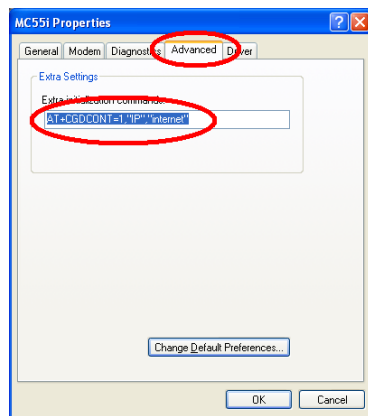 MC55i Properties
General Modem Diagnostics Advanced Driver
Extra Settings
Extra initialization commands:
AT+CGDCONT=1,"IP","internet"
Change Default Preferences...
OK Cancel